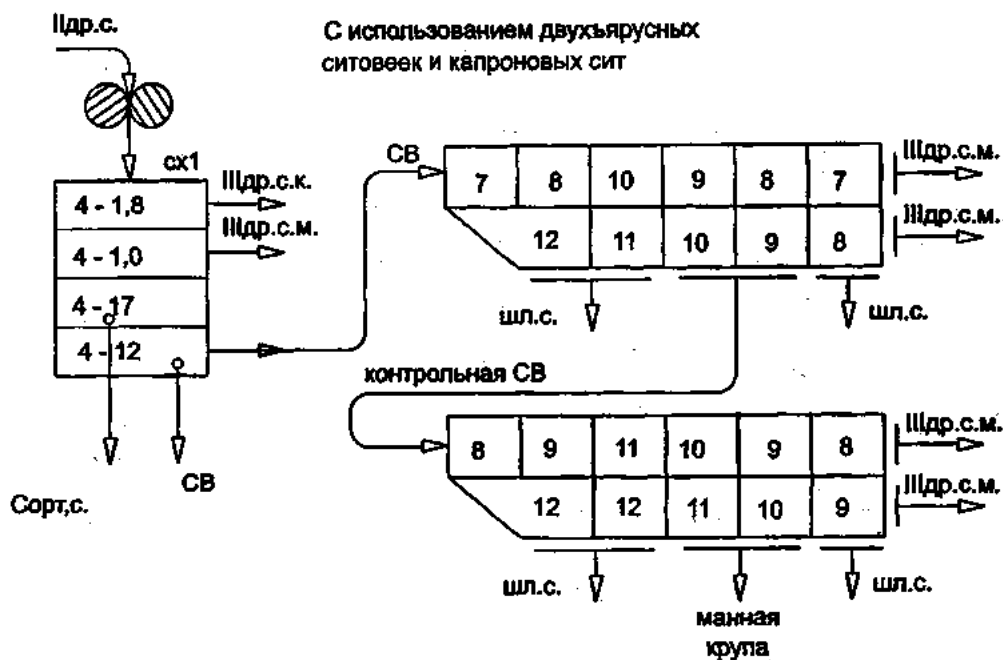 IIдр.с.
С использованием двухъярусных
ситовеек и капроновых сит
сх1
4 - 1,8
4 - 1,0
4 - 17
4 - 12
IIIдр.с.к.
IIIдр.с.м.
Сорт,с.
СВ
СВ
7 8 10 9 8 7
12 11 10 9 8
IIIдр.с.м.
IIIдр.с.м.
шл.с.
шл.с.
контрольная СВ
8 9 11 10 9 8
12 12 11 10 9
IIIдр.с.м.
IIIдр.с.м.
шл.с.
манная
крупа
шл.с.